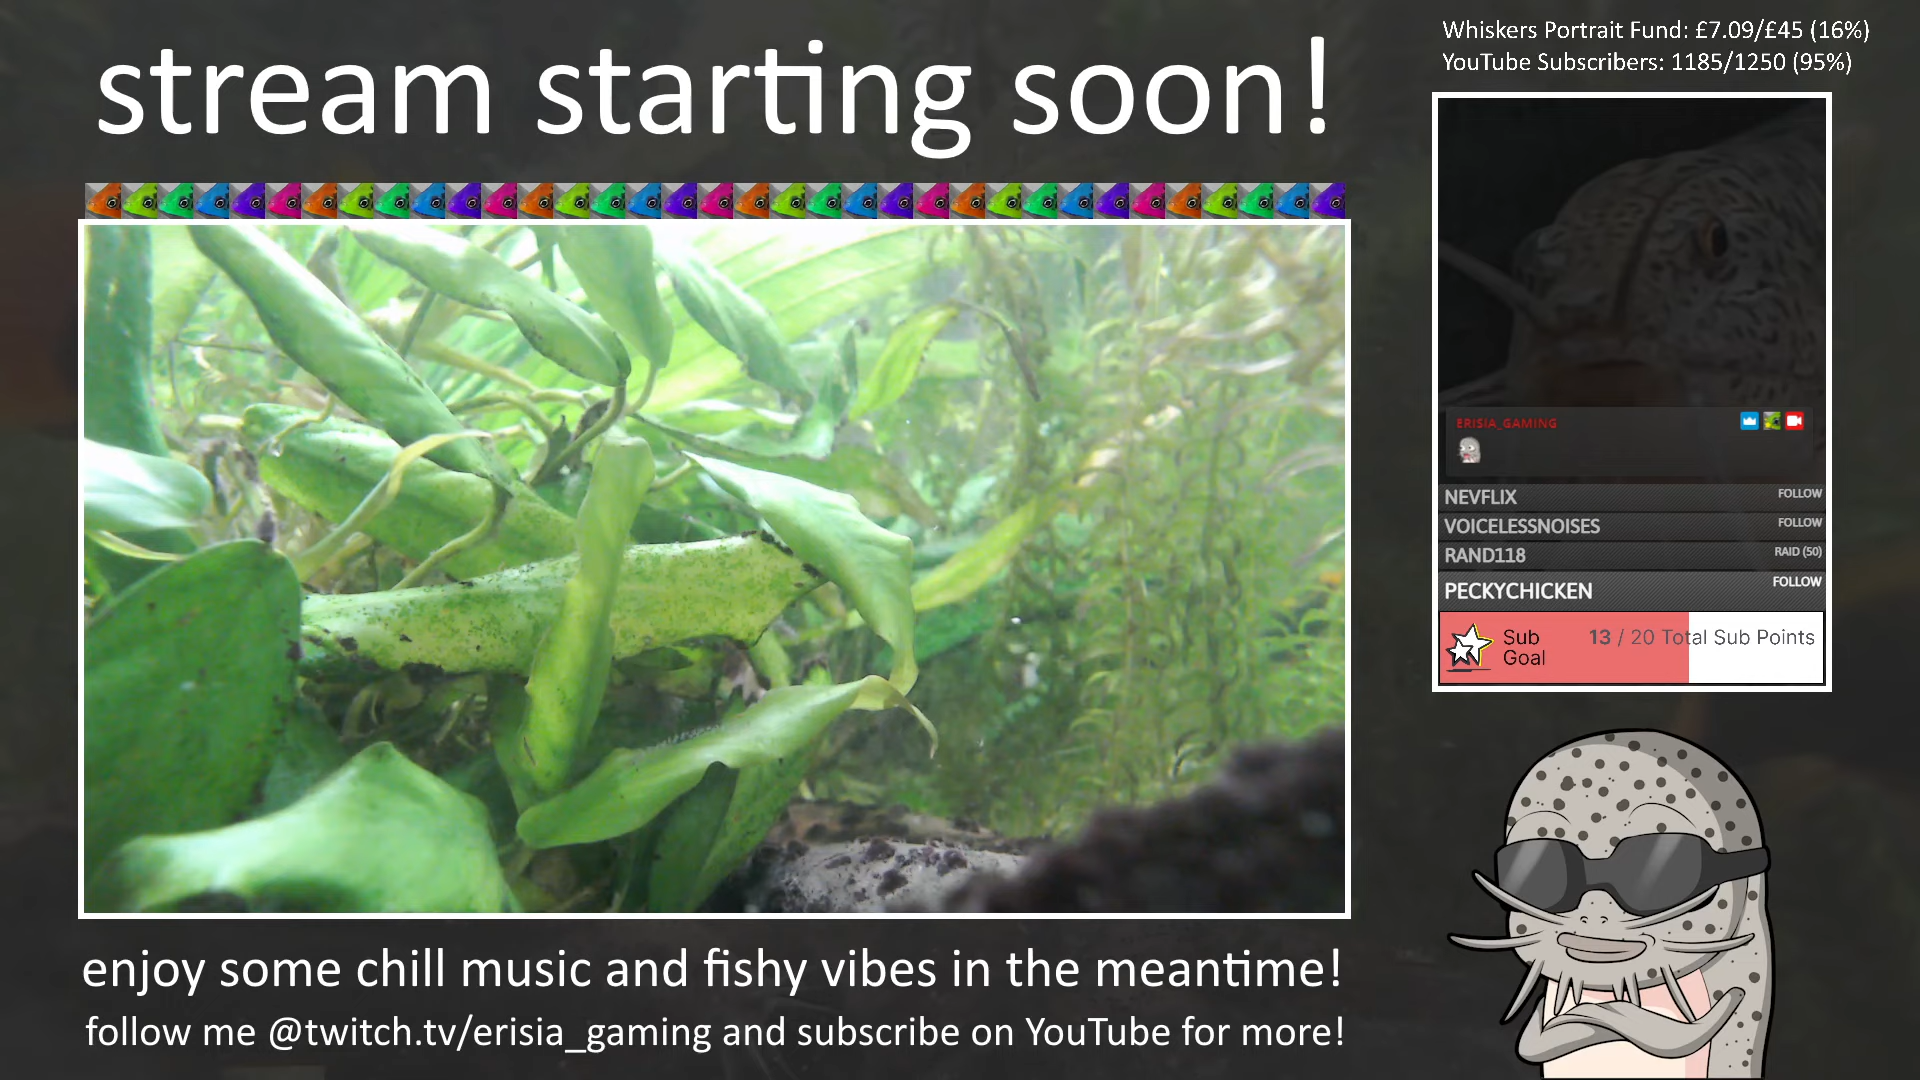 stream starting soon!
Whiskers Portrait Fund: £7.09/£45 (16%)
YouTube Subscribers: 1185/1250 (95%)
ERISIA_GAMING
NEVFLIX FOLLOW
VOICELESSNOISES FOLLOW
RAND118 RAID (50)
PECKYCHICKEN FOLLOW
Sub Goal
13 / 20 Total Sub Points
enjoy some chill music and fishy vibes in the meantime!
follow me @twitch.tv/erisia_gaming and subscribe on YouTube for more!